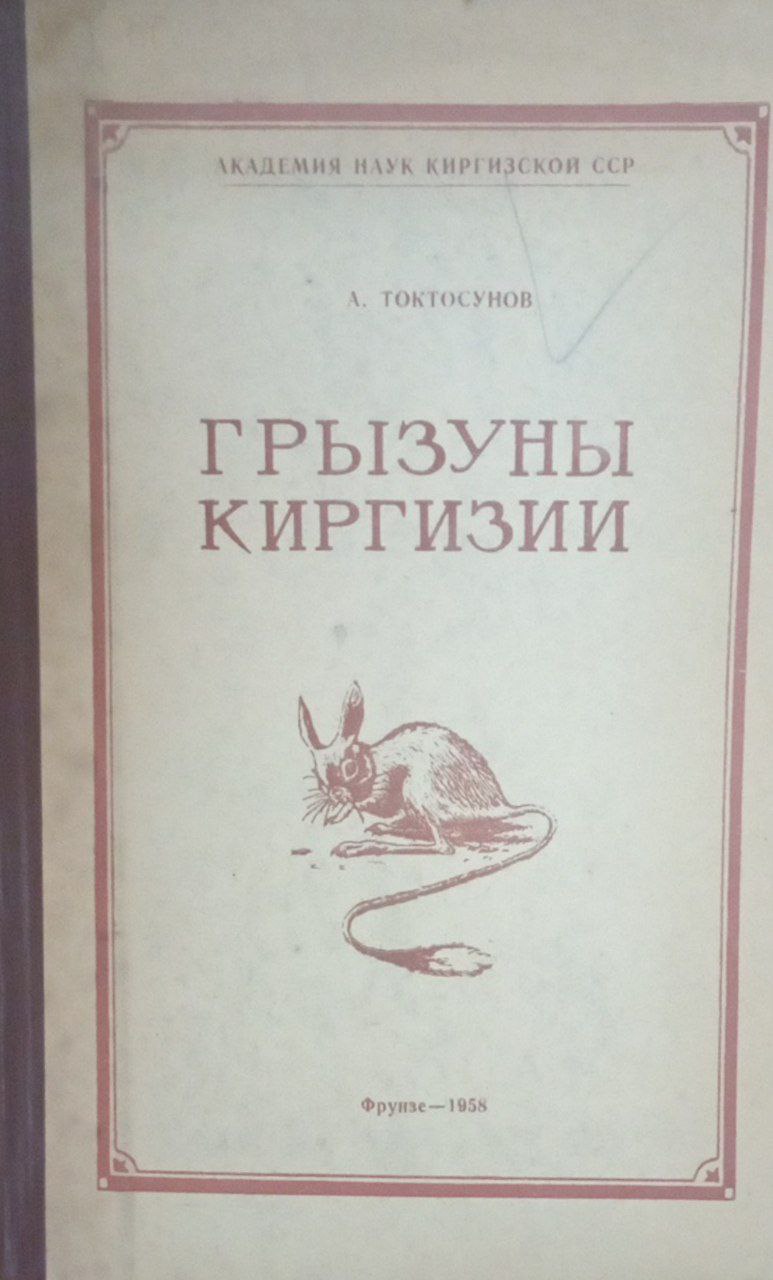 АКАДЕМИЯ НАУК КИРГИЗСКОЙ ССР
А. ТОКТОСУНОВ
ГРЫЗУНЫ
КИРГИЗИИ
Фрунзе—1958